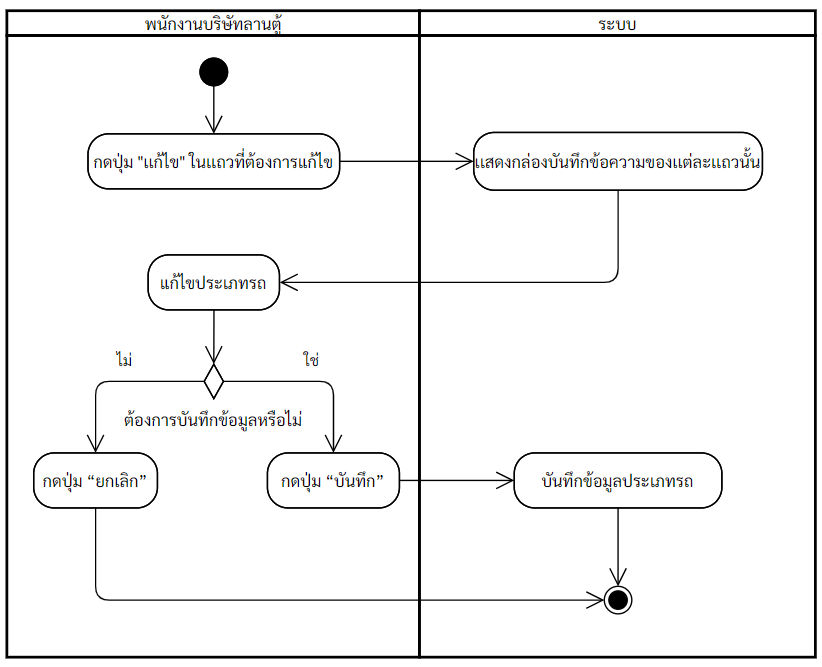 พนักงานบริษัทลานตู้
ระบบ
กดปุ่ม "แก้ไข" ในแถวที่ต้องการแก้ไข
แสดงกล่องบันทึกข้อความของแต่ละแถวนั้น
แก้ไขประเภทรถ
ไม่
ใช่
ต้องการบันทึกข้อมูลหรือไม่
กดปุ่ม “ยกเลิก”
กดปุ่ม “บันทึก”
บันทึกข้อมูลประเภทรถ